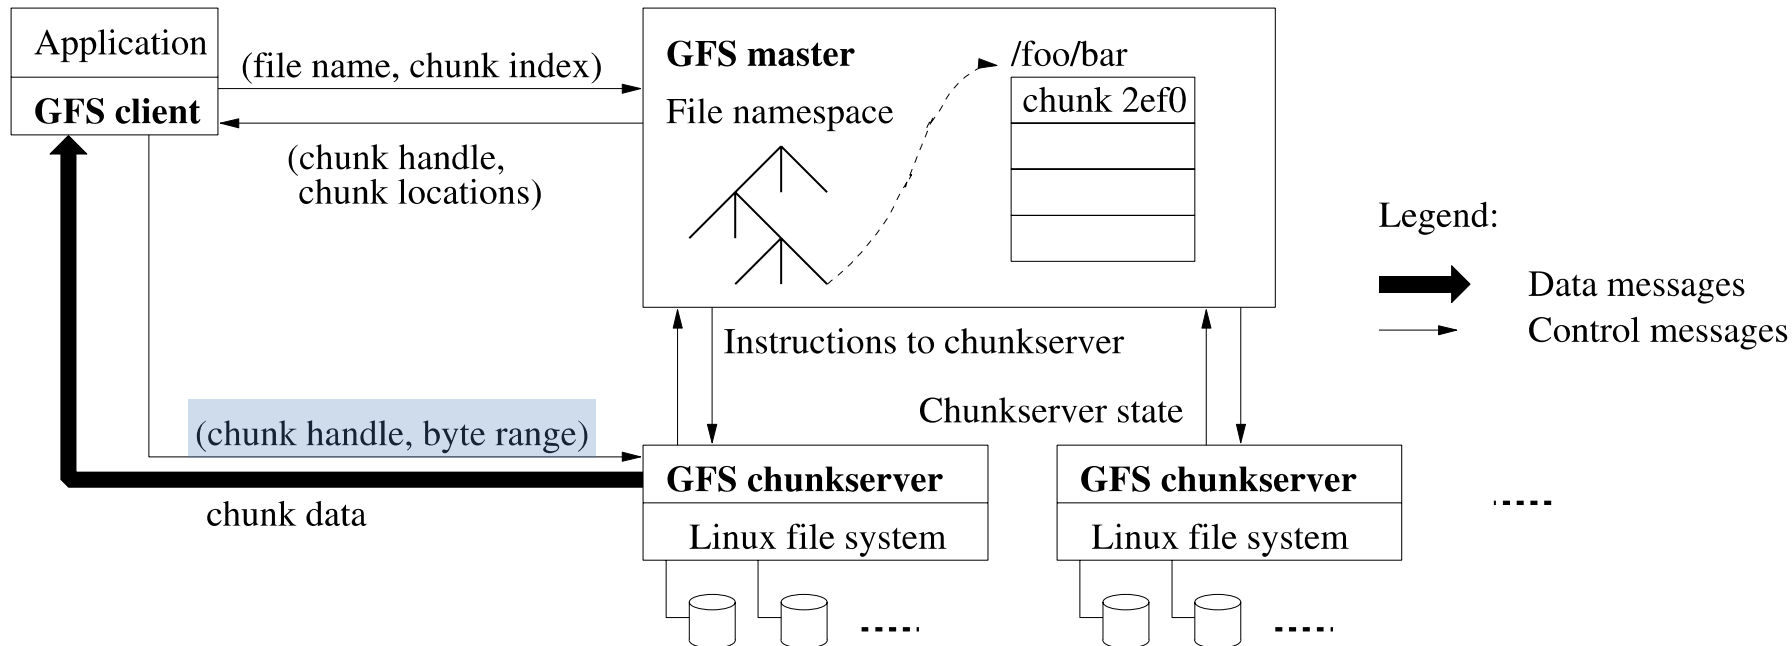 Application
GFS client
(file name, chunk index)
(chunk handle,
chunk locations)
GFS master
File namespace
/foo/bar
chunk 2ef0
Legend:
Data messages
Control messages
Instructions to chunkserver
Chunkserver state
(chunk handle, byte range)
chunk data
GFS chunkserver
Linux file system
GFS chunkserver
Linux file system